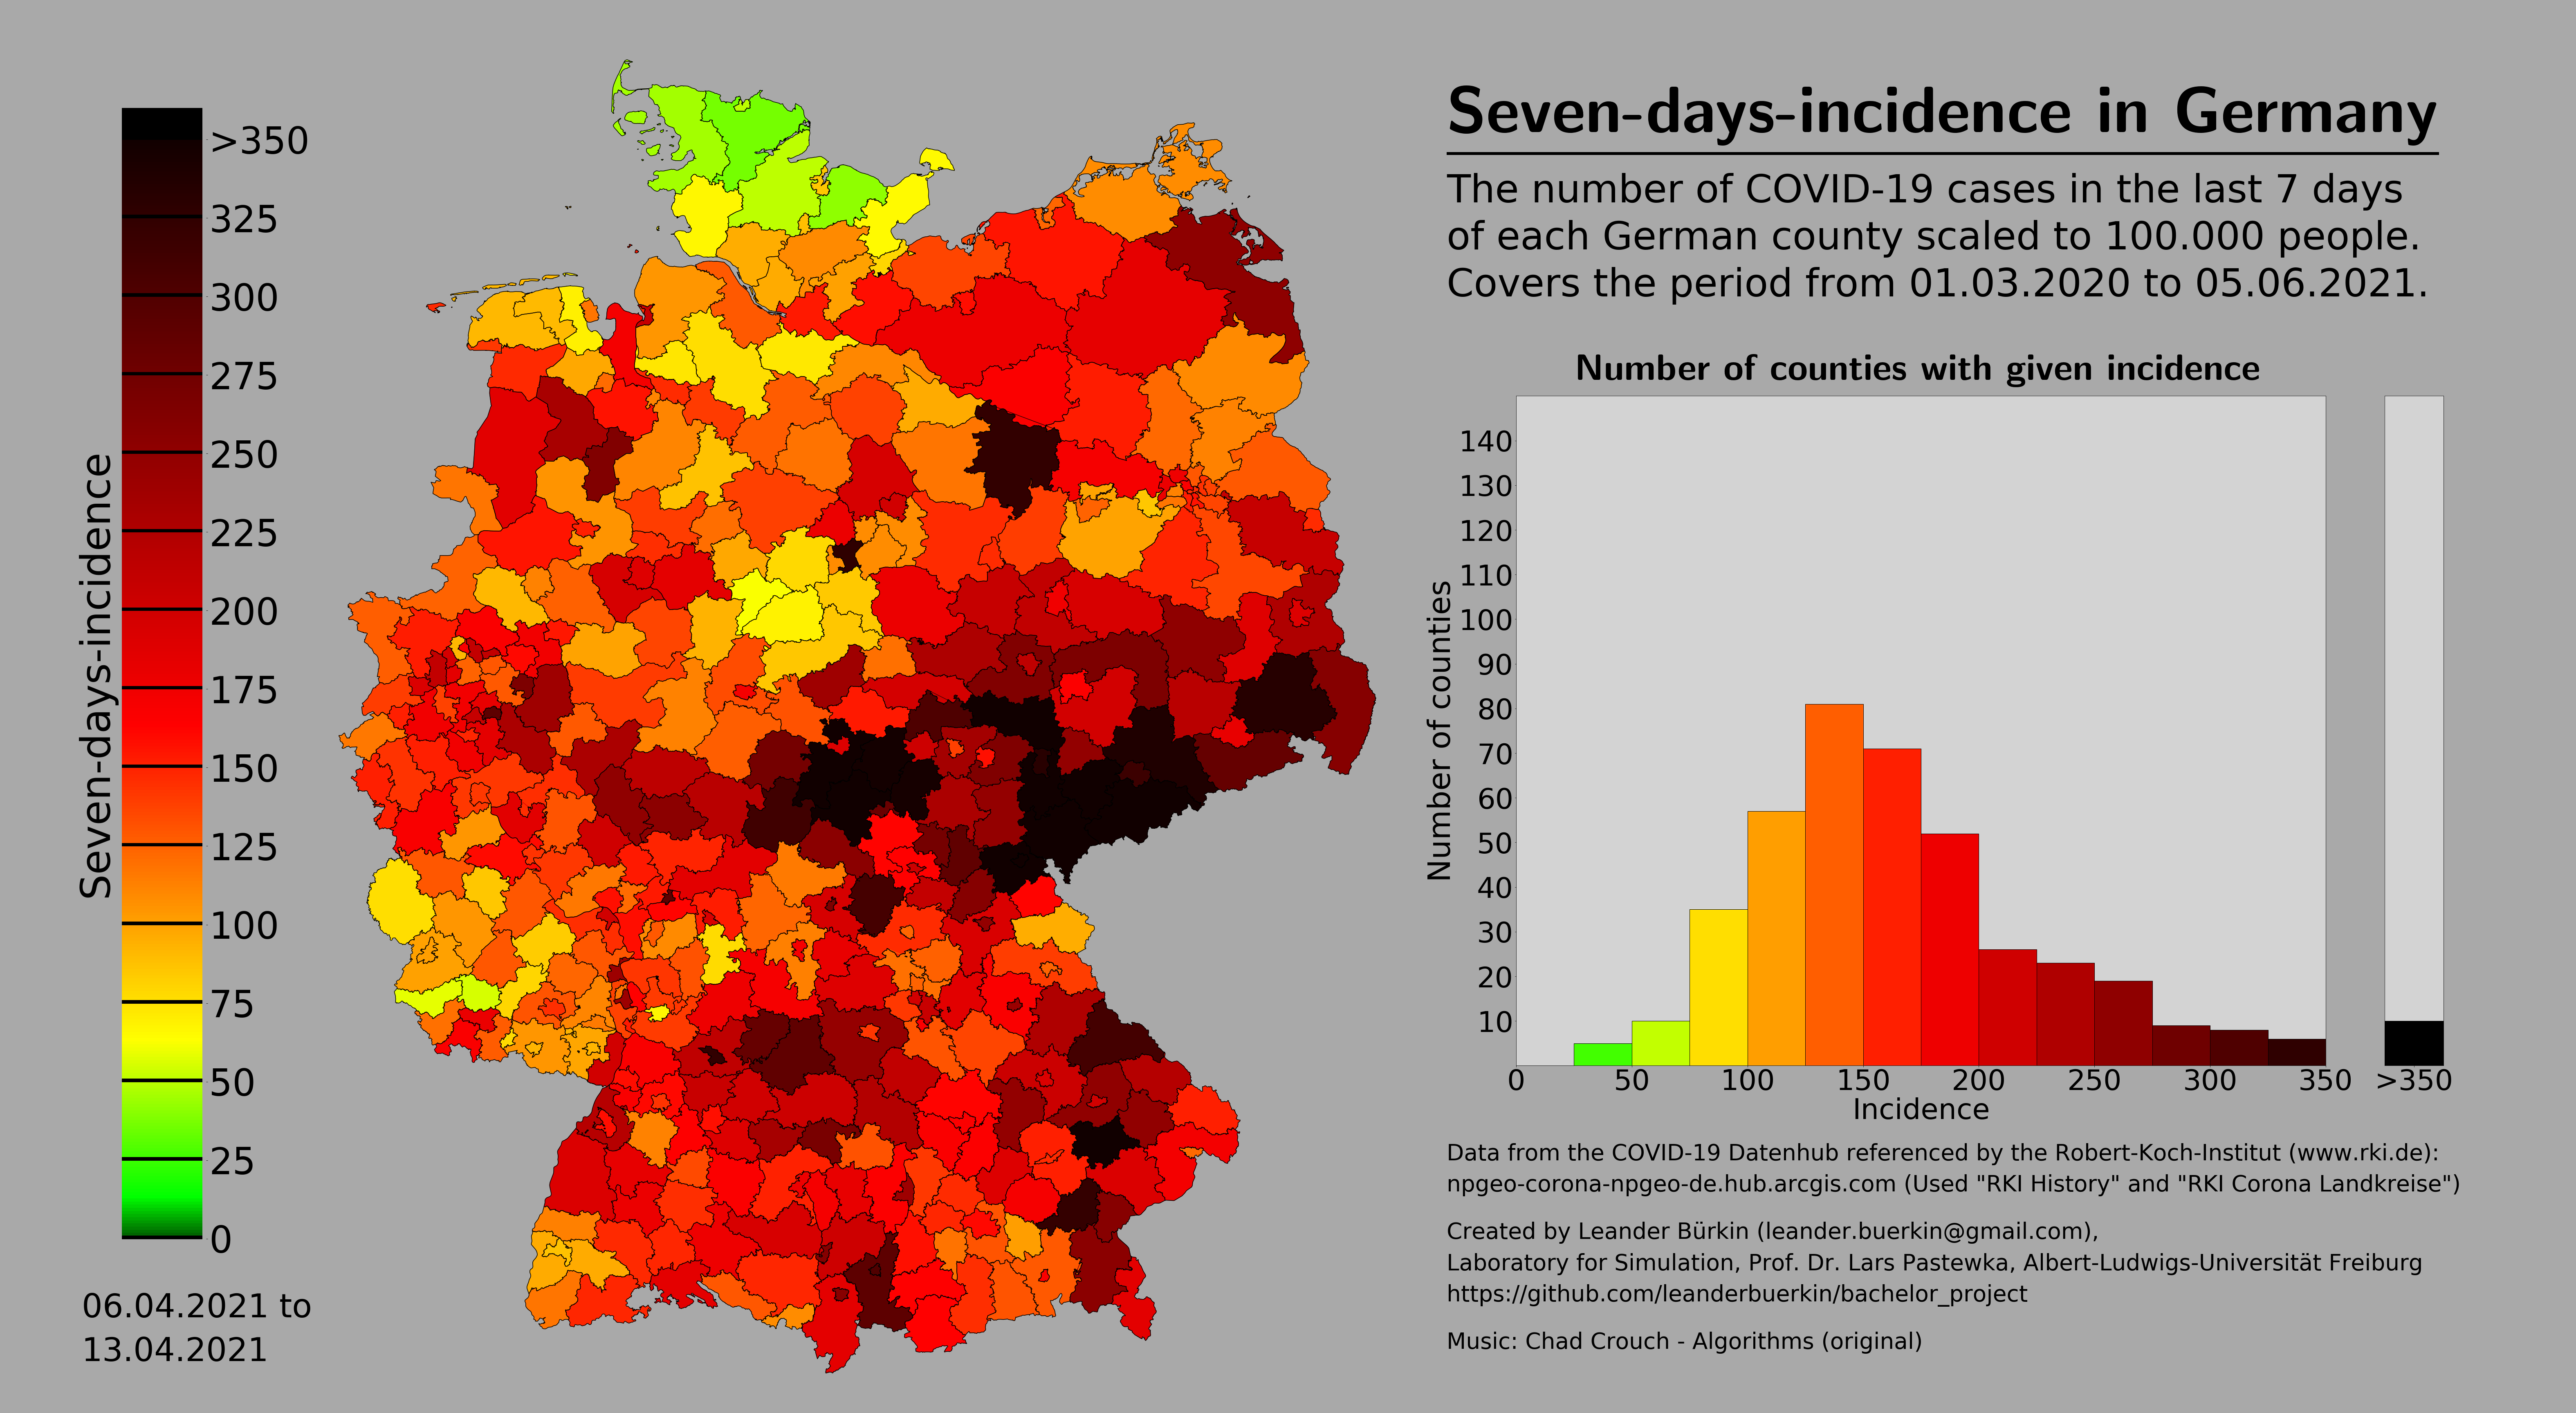 Seven-days-incidence in Germany
The number of COVID-19 cases in the last 7 days
of each German county scaled to 100.000 people.
Covers the period from 01.03.2020 to 05.06.2021.
Seven-days-incidence
>350
325
300
275
250
225
200
175
150
125
100
75
50
25
0
06.04.2021 to
13.04.2021
Number of counties with given incidence
Number of counties
140
130
120
110
100
90
80
70
60
50
40
30
20
10
0 50 100 150 200 250 300 350 >350
Incidence
Data from the COVID-19 Datenhub referenced by the Robert-Koch-Institut (www.rki.de):
npgeo-corona-npgeo-de.hub.arcgis.com (Used "RKI History" and "RKI Corona Landkreise")
Created by Leander Bürkin (leander.buerkin@gmail.com),
Laboratory for Simulation, Prof. Dr. Lars Pastewka, Albert-Ludwigs-Universität Freiburg
https://github.com/leanderbuerkin/bachelor_project
Music: Chad Crouch - Algorithms (original)